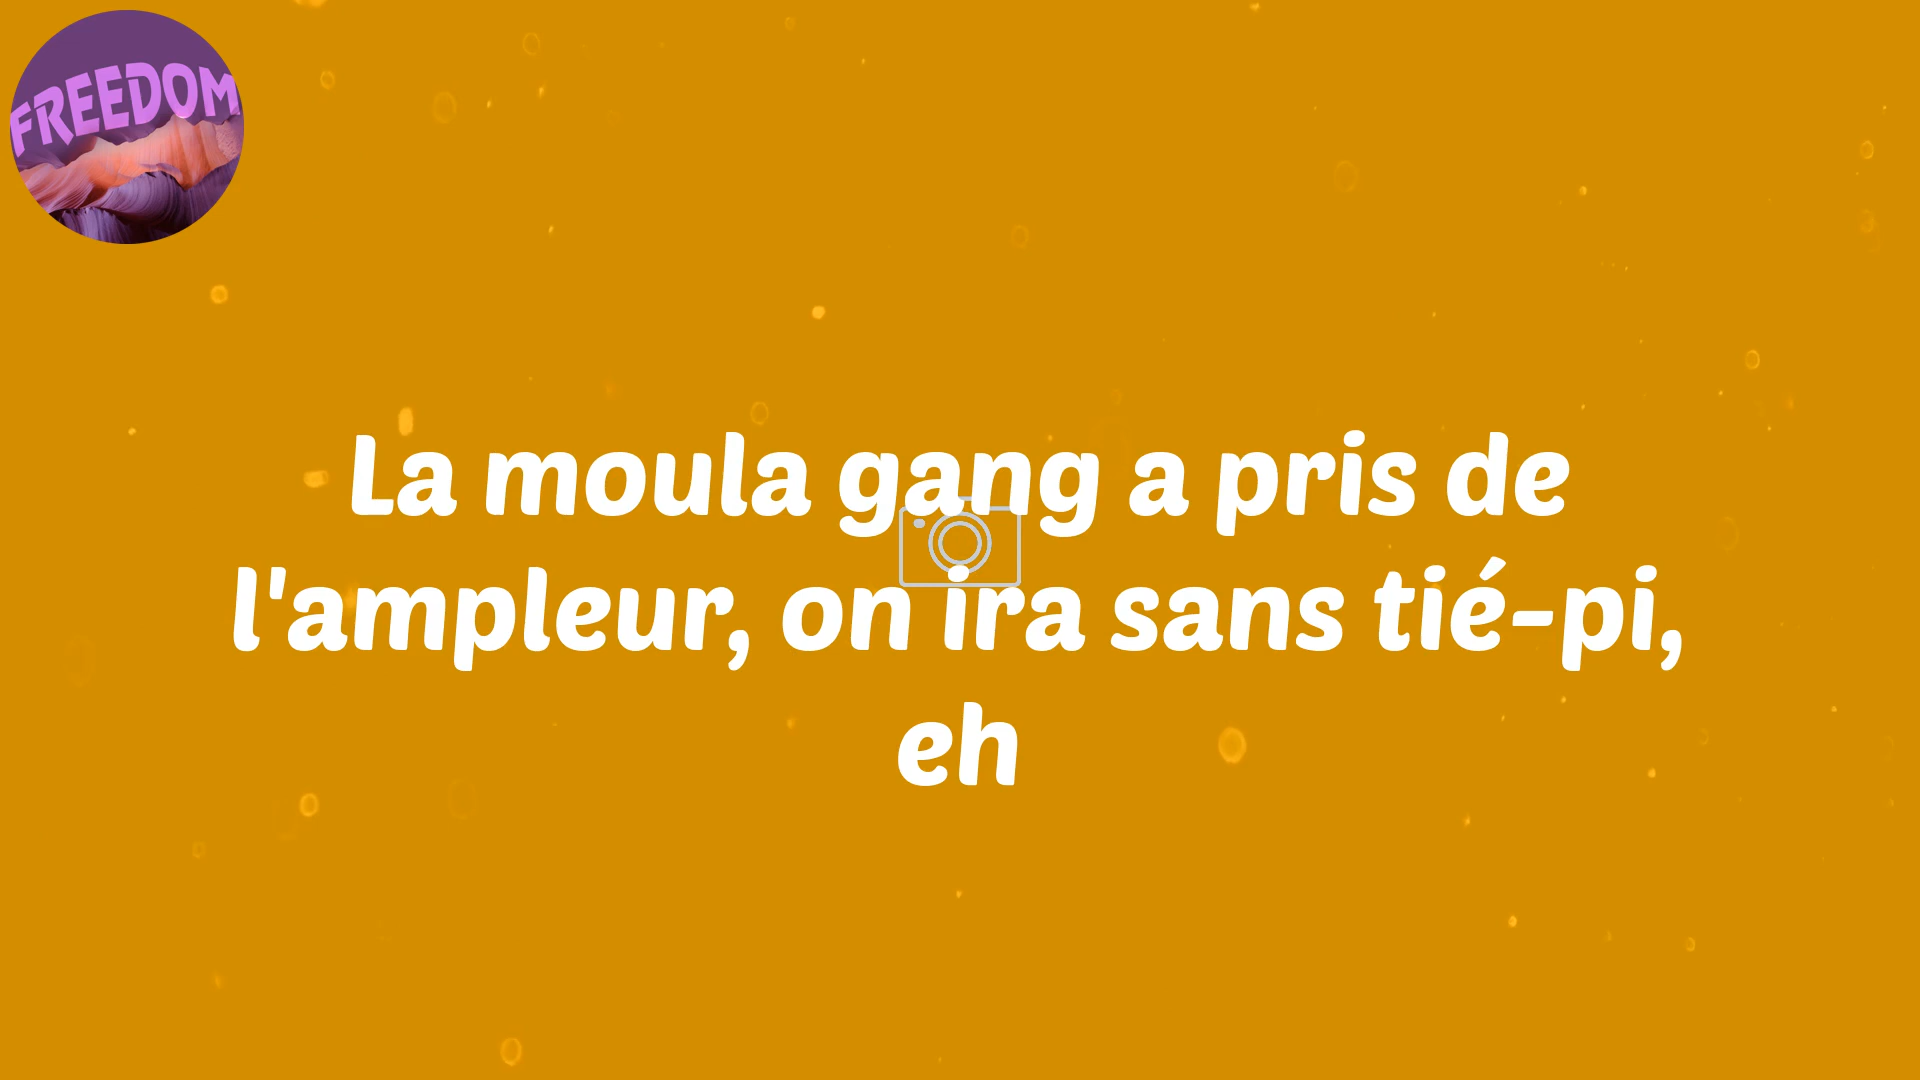 FREEDOM
La moula gang a pris de
l'ampleur, on ira sans tié-pi,
eh